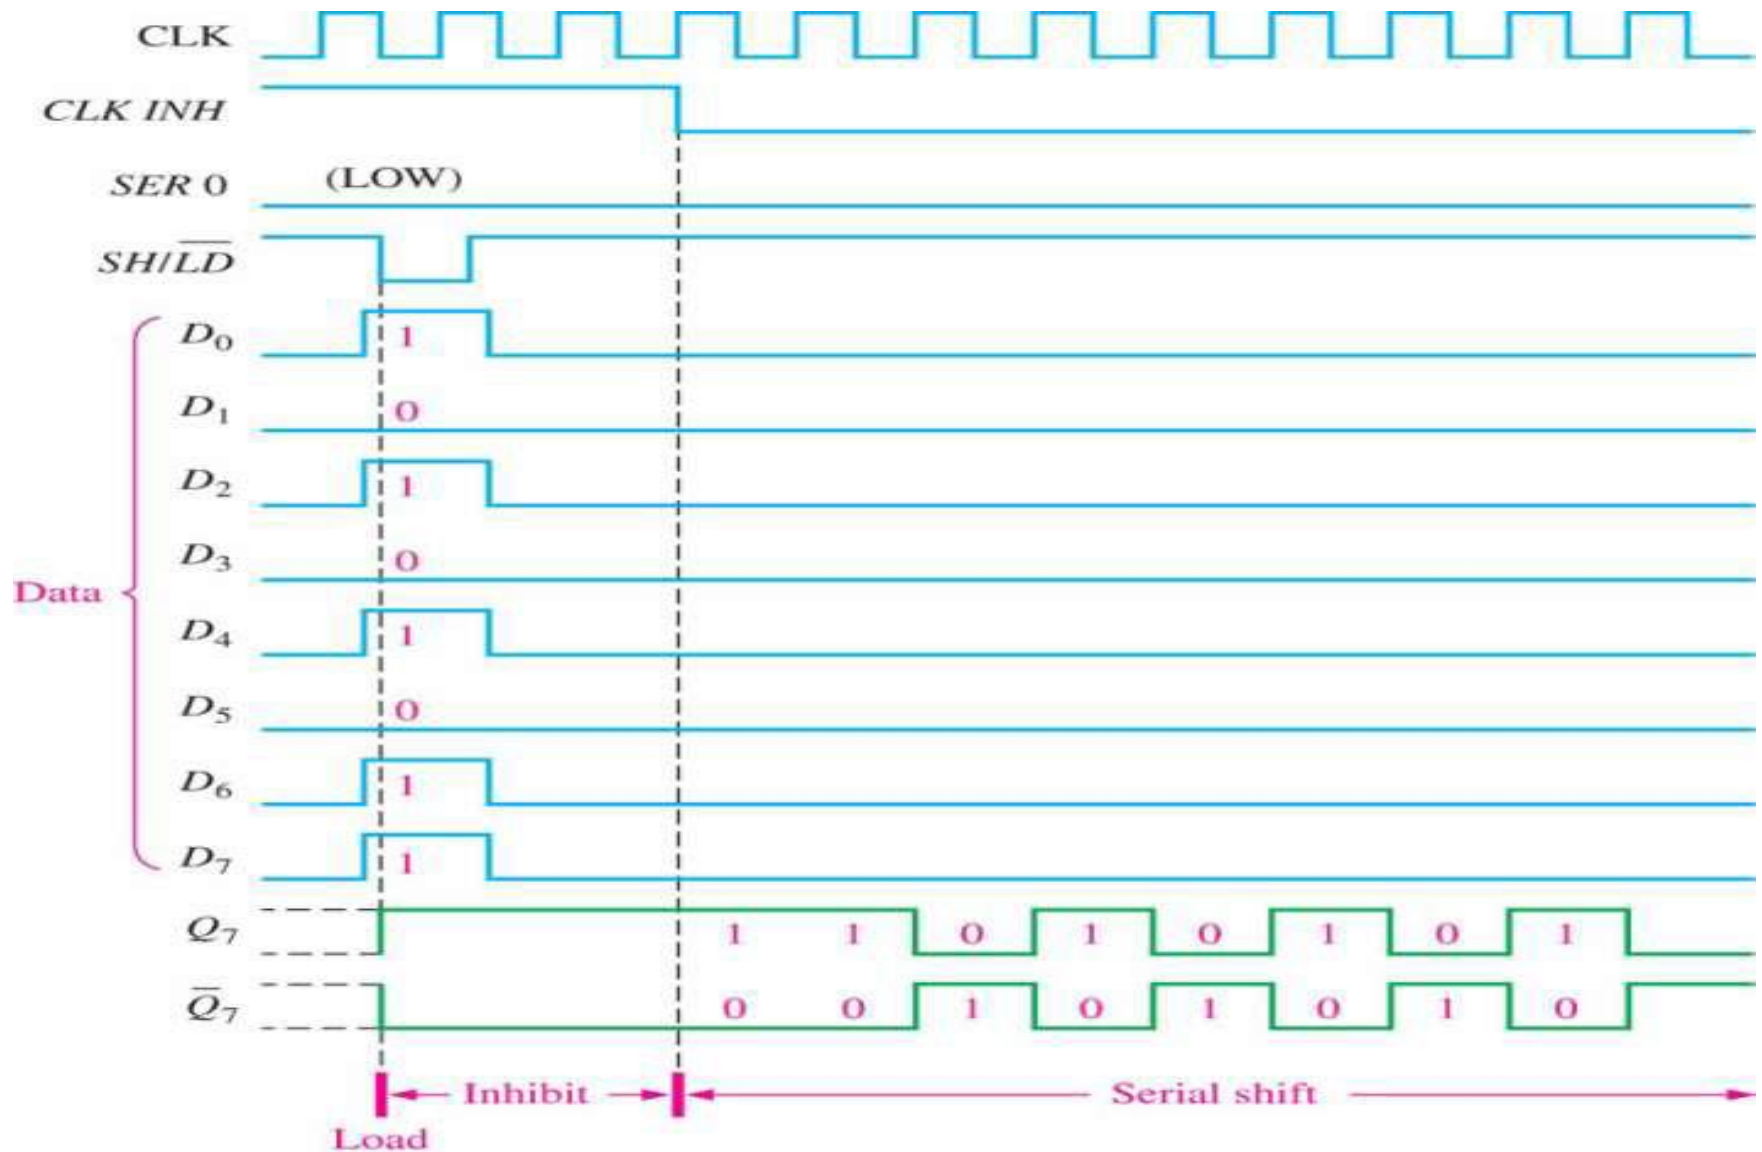 CLK
CLK INH
SER 0 (LOW)
SH/L̅D̅
D₀ 1
D₁ 0
D₂ 1
D₃ 0
Data
D₄ 1
D₅ 0
D₆ 1
D₇ 1
Q₇ 1 1 0 1 0 1 0 1
Q̅₇ 0 0 1 0 1 0 1 0
Inhibit Serial shift
Load